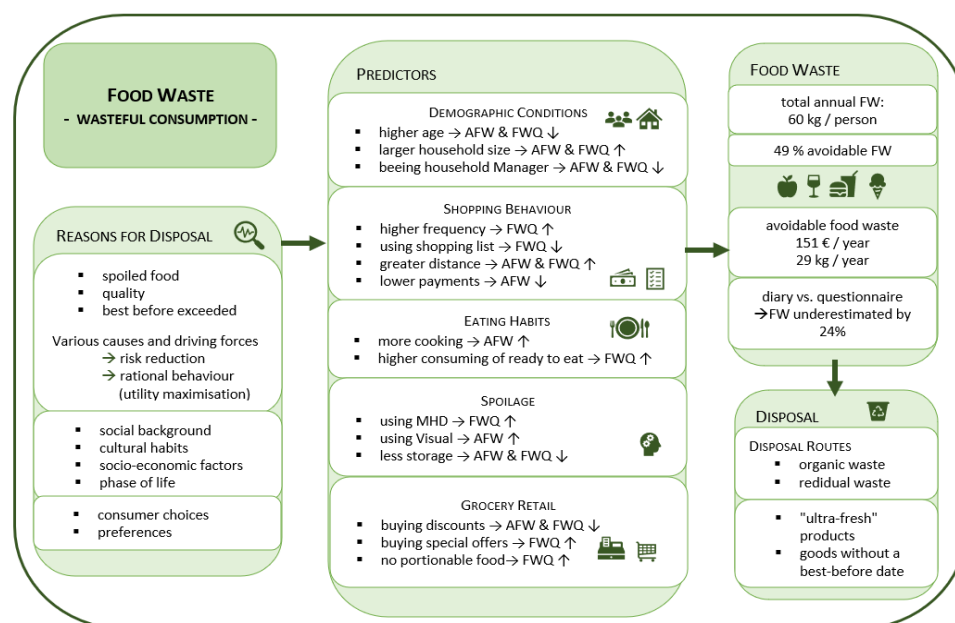 FOOD WASTE
- WASTEFUL CONSUMPTION -
REASONS FOR DISPOSAL
▪ spoiled food
▪ quality
▪ best before exceeded
Various causes and driving forces
→ risk reduction
→ rational behaviour
(utility maximisation)
▪ social background
▪ cultural habits
▪ socio-economic factors
▪ phase of life
▪ consumer choices
▪ preferences
PREDICTORS
DEMOGRAPHIC CONDITIONS
▪ higher age → AFW & FWQ ↓
▪ larger household size → AFW & FWQ ↑
▪ beeing household Manager → AFW & FWQ ↓
SHOPPING BEHAVIOUR
▪ higher frequency → FWQ ↑
▪ using shopping list → FWQ ↓
▪ greater distance → AFW & FWQ ↑
▪ lower payments → AFW ↓
EATING HABITS
▪ more cooking → AFW ↑
▪ higher consuming of ready to eat → FWQ ↑
SPOILAGE
▪ using MHD → FWQ ↑
▪ using Visual → AFW ↑
▪ less storage → AFW & FWQ ↓
GROCERY RETAIL
▪ buying discounts → AFW & FWQ ↓
▪ buying special offers → FWQ ↑
▪ no portionable food→ FWQ ↑
FOOD WASTE
total annual FW:
60 kg / person
49 % avoidable FW
avoidable food waste
151 € / year
29 kg / year
diary vs. questionnaire
→FW underestimated by
24%
DISPOSAL
DISPOSAL ROUTES
▪ organic waste
▪ redidual waste
▪ "ultra-fresh"
products
▪ goods without a
best-before date